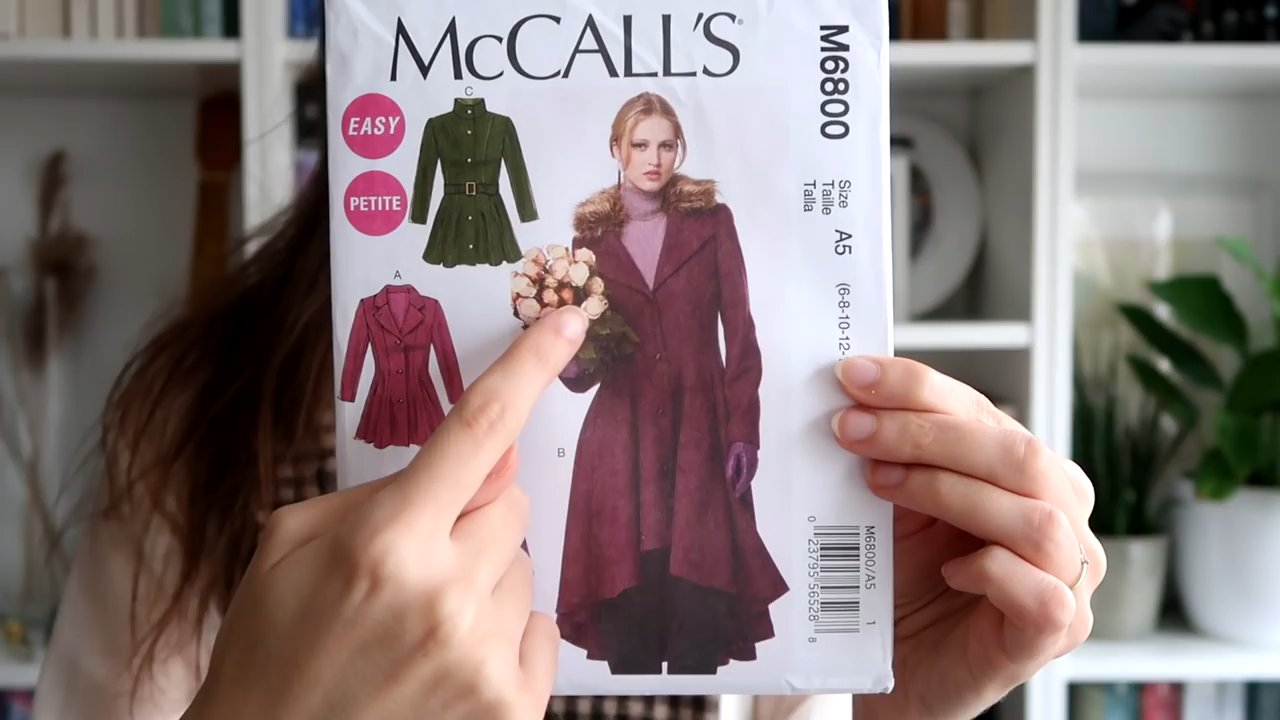 McCALL'S
M6800
EASY
PETITE
C
A
B
Size
Taille
Talla
A5
(6-8-10-12-
M6800/A5
1
0 23795 56528 8